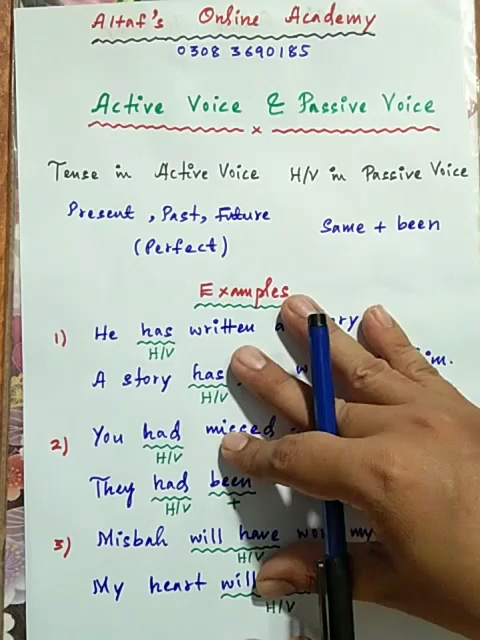 Altaf's Online Academy
0308 3690185
Active Voice & Passive Voice
x
Tense in Active Voice H/V in Passive Voice
Present, Past, Future
(Perfect)
Same + been
Examples
1) He has written a
H/V
A story has
H/V
2) You had missed
H/V
They had been
H/V +
3) Misbah will have won my
H/V
My heart will
H/V